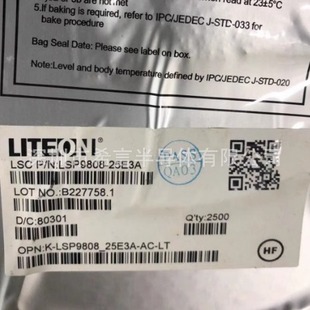 5.If baking is required, refer to IPC/JEDEC J-STD-033 for
bake procedure.
Bag Seal Date: Please see label on box.
*Note:Level and body temperature defined by IPC/JEDEC J-STD-020
LITEON
LSC P/N:LSP9808-25E3A
LOT NO.:B227758.1
QA03
D/C:80301
Q'ty:2500
OPN:K-LSP9808_25E3A-AC-LT
HF